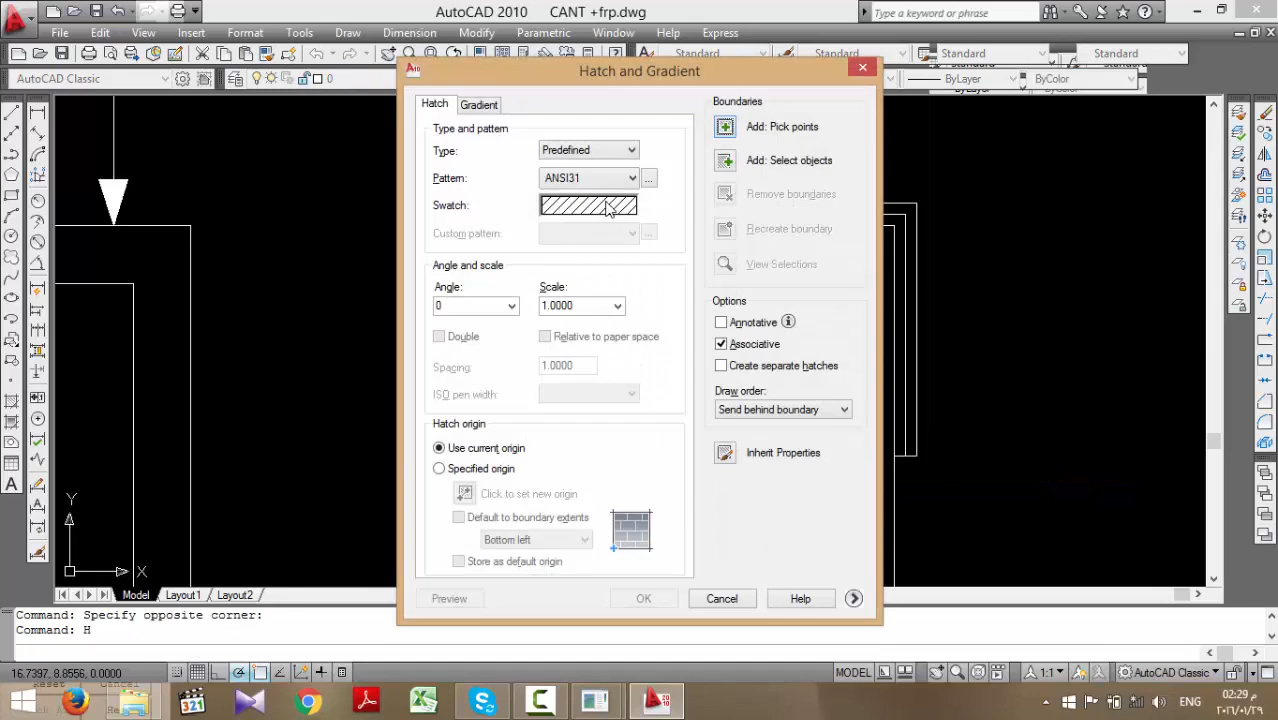 AutoCAD 2010 CANT +frp.dwg
Type a keyword or phrase
File Edit View Insert Format Tools Draw Dimension Modify Parametric Window Help Express
Standard Standard Standard Standard
AutoCAD Classic
0
ByLayer ByColor
Hatch and Gradient
Hatch Gradient
Type and pattern
Type: Predefined
Pattern: ANSI31 ...
Swatch:
Custom pattern: ...
Angle and scale
Angle: Scale:
0 1.0000
Double Relative to paper space
Spacing: 1.0000
ISO pen width:
Hatch origin
Use current origin
Specified origin
Click to set new origin
Default to boundary extents
Bottom left
Store as default origin
Boundaries
Add: Pick points
Add: Select objects
Remove boundaries
Recreate boundary
View Selections
Options
Annotative
Associative
Create separate hatches
Draw order:
Send behind boundary
Inherit Properties
Preview OK Cancel Help
Y
X
Model Layout1 Layout2
Command: Specify opposite corner:
Command: H
16.7397, 8.8556, 0.0000
MODEL 1:1 AutoCAD Classic
321
ENG
02:29 م
٢٠١٦/٠١/٢٩